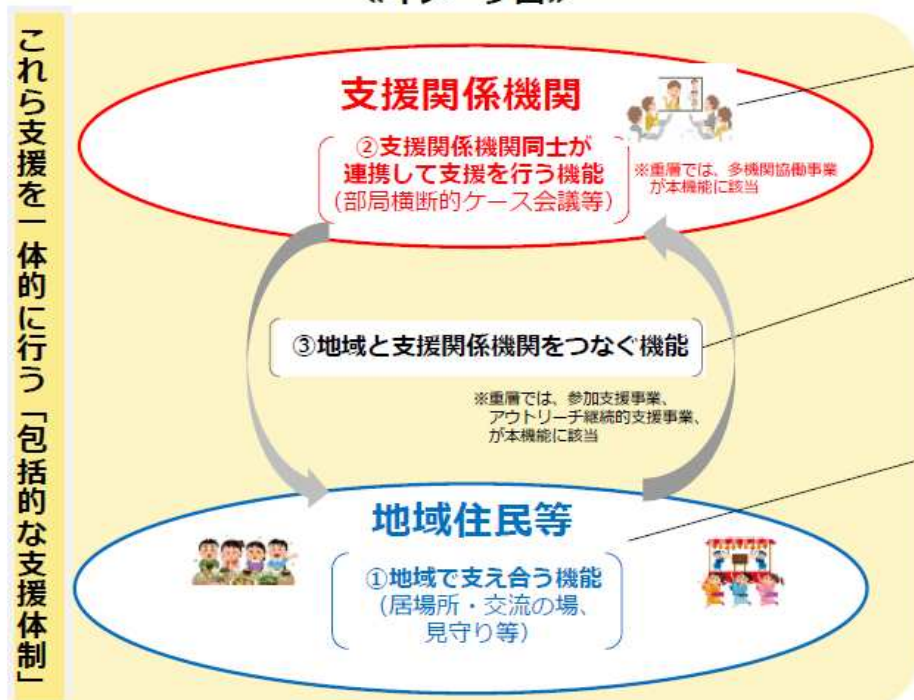 これら支援を一体的に行う「包括的な支援体制」
支援関係機関
②支援関係機関同士が
連携して支援を行う機能
(部局横断的ケース会議等)
※重層では、多機関協働事業
が本機能に該当
③地域と支援関係機関をつなぐ機能
※重層では、参加支援事業、
アウトリーチ継続的支援事業、
が本機能に該当
地域住民等
①地域で支え合う機能
(居場所・交流の場、
見守り等)